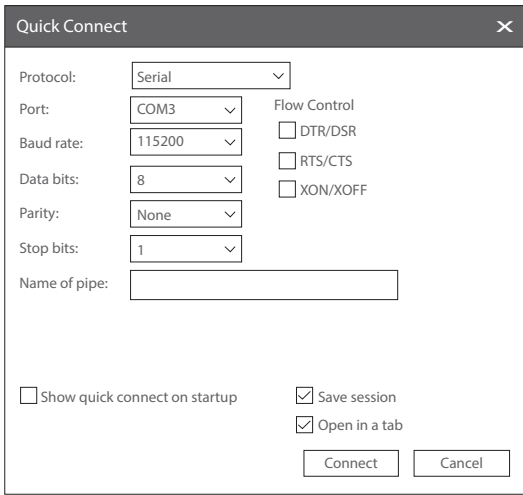 Quick Connect
Protocol: Serial
Port: COM3 Flow Control
DTR/DSR
Baud rate: 115200
RTS/CTS
Data bits: 8
XON/XOFF
Parity: None
Stop bits: 1
Name of pipe:
Show quick connect on startup Save session
Open in a tab
Connect Cancel